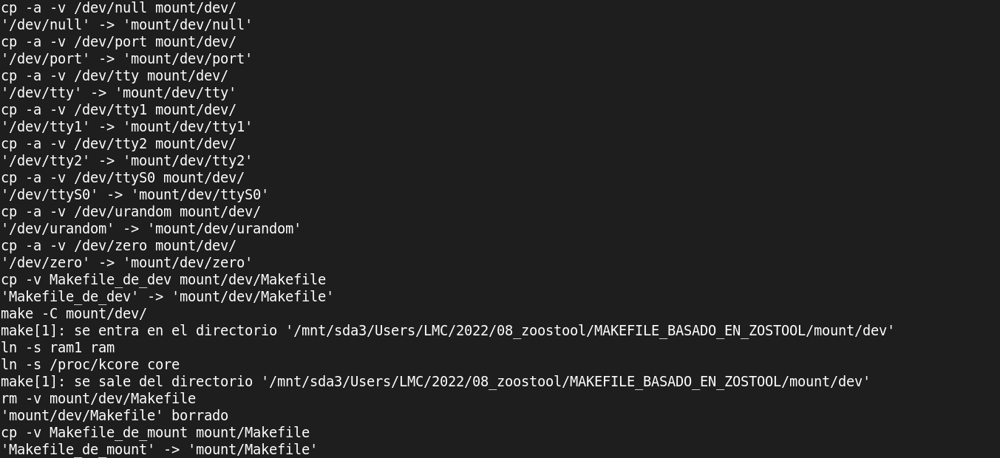 cp -a -v /dev/null mount/dev/
'/dev/null' -> 'mount/dev/null'
cp -a -v /dev/port mount/dev/
'/dev/port' -> 'mount/dev/port'
cp -a -v /dev/tty mount/dev/
'/dev/tty' -> 'mount/dev/tty'
cp -a -v /dev/tty1 mount/dev/
'/dev/tty1' -> 'mount/dev/tty1'
cp -a -v /dev/tty2 mount/dev/
'/dev/tty2' -> 'mount/dev/tty2'
cp -a -v /dev/ttyS0 mount/dev/
'/dev/ttyS0' -> 'mount/dev/ttyS0'
cp -a -v /dev/urandom mount/dev/
'/dev/urandom' -> 'mount/dev/urandom'
cp -a -v /dev/zero mount/dev/
'/dev/zero' -> 'mount/dev/zero'
cp -v Makefile_de_dev mount/dev/Makefile
'Makefile_de_dev' -> 'mount/dev/Makefile'
make -C mount/dev/
make[1]: se entra en el directorio '/mnt/sda3/Users/LMC/2022/08_zoostool/MAKEFILE_BASADO_EN_ZOSTOOL/mount/dev'
ln -s ram1 ram
ln -s /proc/kcore core
make[1]: se sale del directorio '/mnt/sda3/Users/LMC/2022/08_zoostool/MAKEFILE_BASADO_EN_ZOSTOOL/mount/dev'
rm -v mount/dev/Makefile
'mount/dev/Makefile' borrado
cp -v Makefile_de_mount mount/Makefile
'Makefile_de_mount' -> 'mount/Makefile'